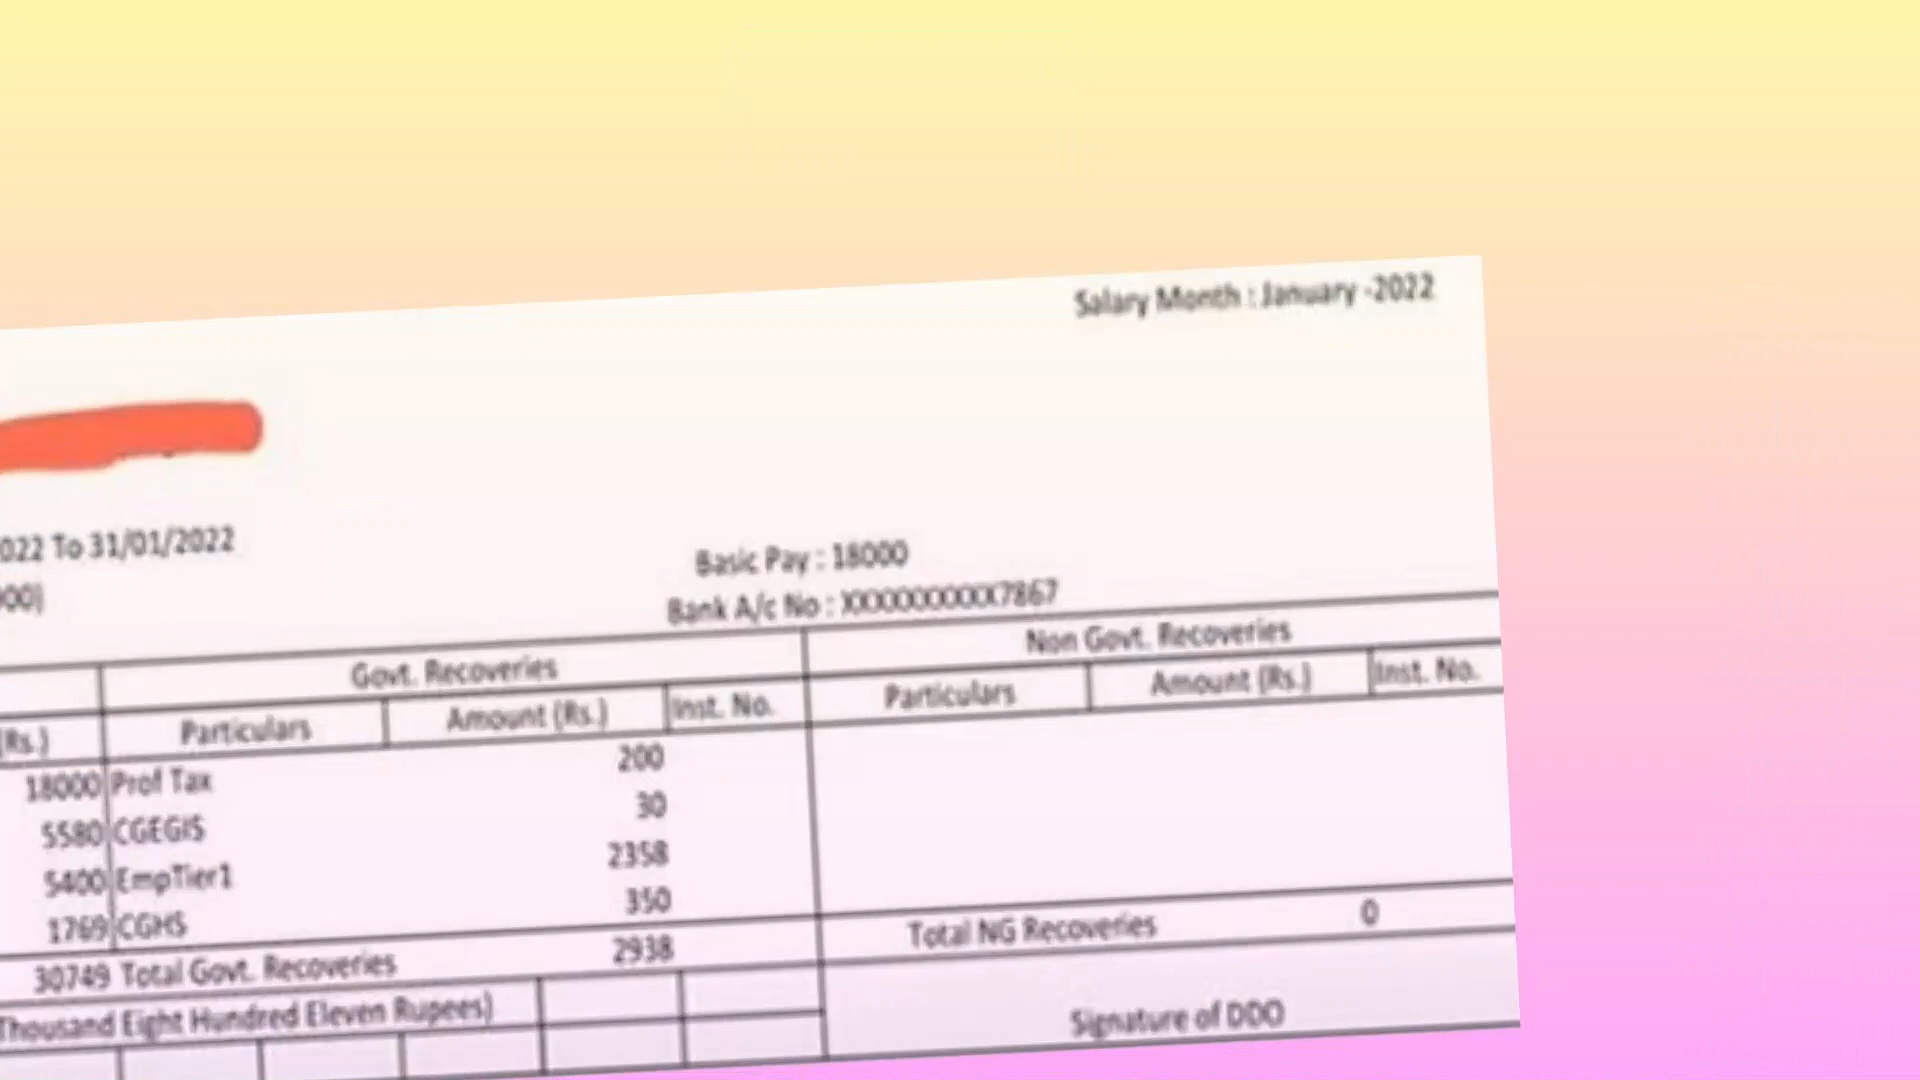 Salary Month : January -2022
022 To 31/01/2022
Basic Pay : 18000
00)
Bank A/c No : XXXXXXXXXX7867
Govt. Recoveries Non Govt. Recoveries
(Rs.) Particulars Amount (Rs.) Inst. No. Particulars Amount (Rs.) Inst. No.
18000 Prof Tax 200
5580 CGEGIS 30
5400 EmpTier1 2358
1769 CGHS 350
30749 Total Govt. Recoveries 2938 Total NG Recoveries 0
Thousand Eight Hundred Eleven Rupees)
Signature of DDO